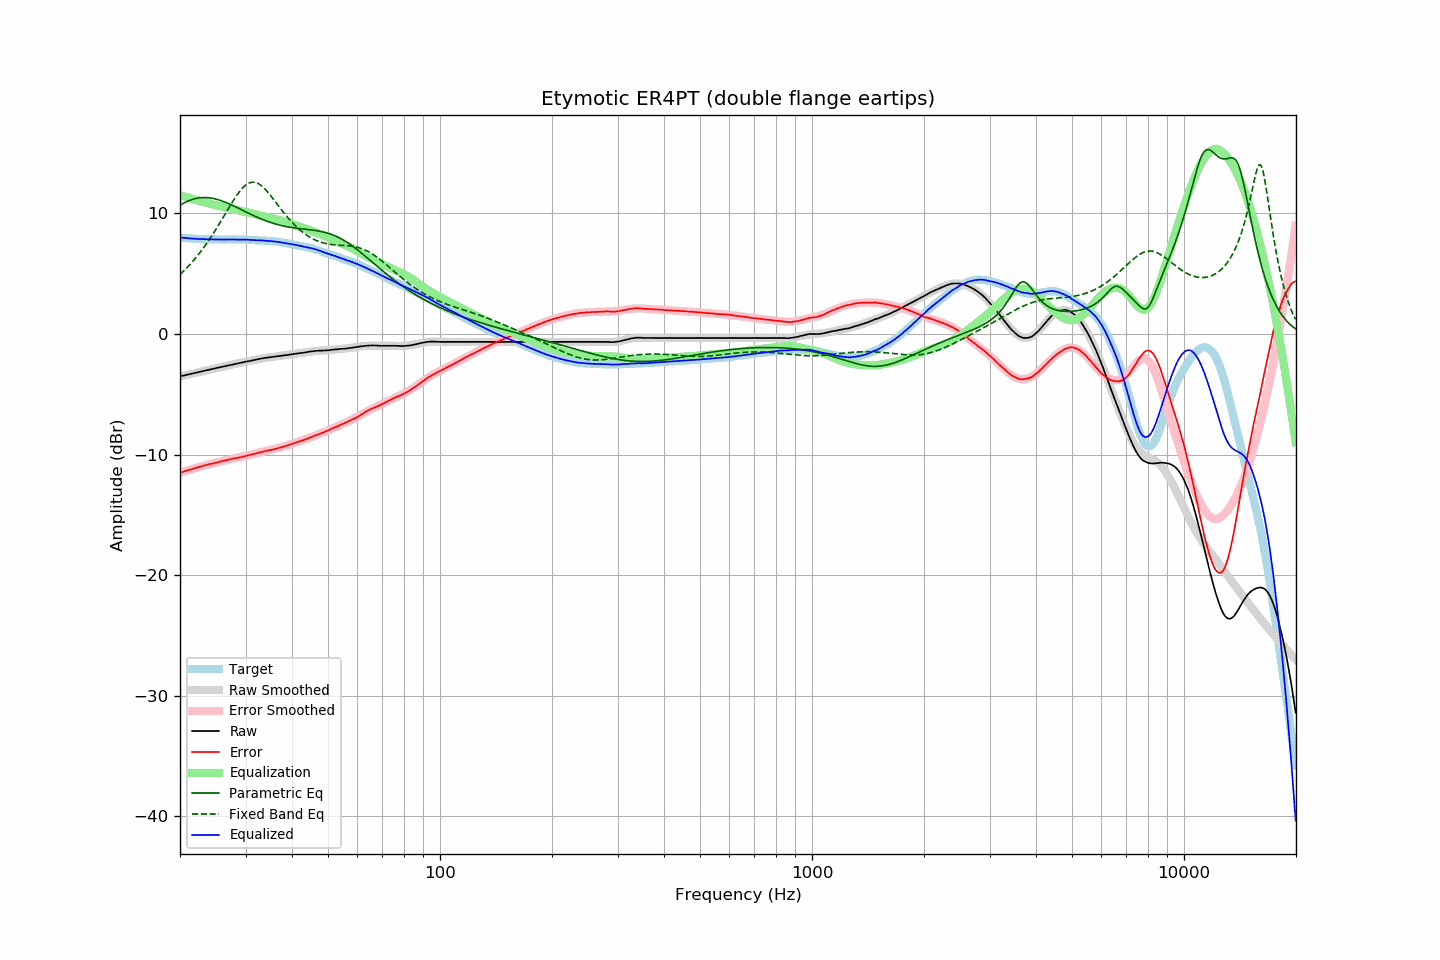 Etymotic ER4PT (double flange eartips)
Amplitude (dBr)
10
0
−10
−20
−30
−40
Target
Raw Smoothed
Error Smoothed
Raw
Error
Equalization
Parametric Eq
Fixed Band Eq
Equalized
100 1000 10000
Frequency (Hz)